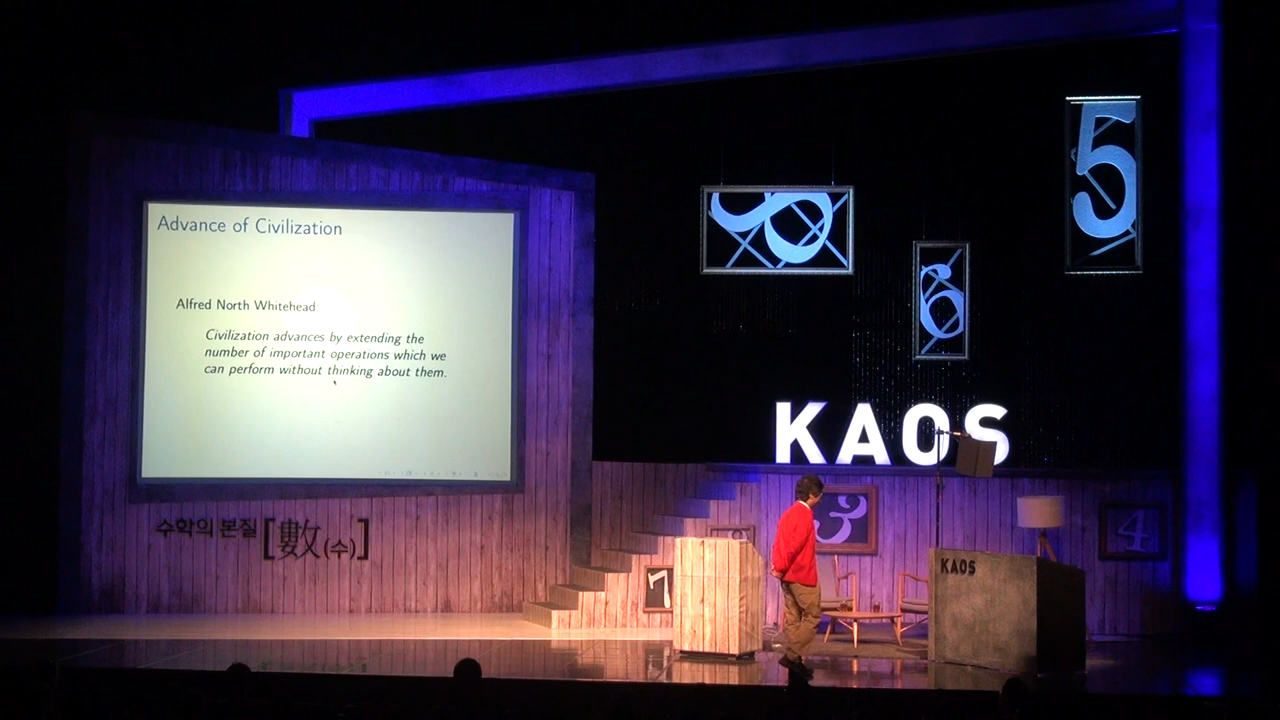 Advance of Civilization
Alfred North Whitehead
Civilization advances by extending the
number of important operations which we
can perform without thinking about them.
수학의 본질 [數(수)]
8
5
6
KAOS
3
4
7
KAOS